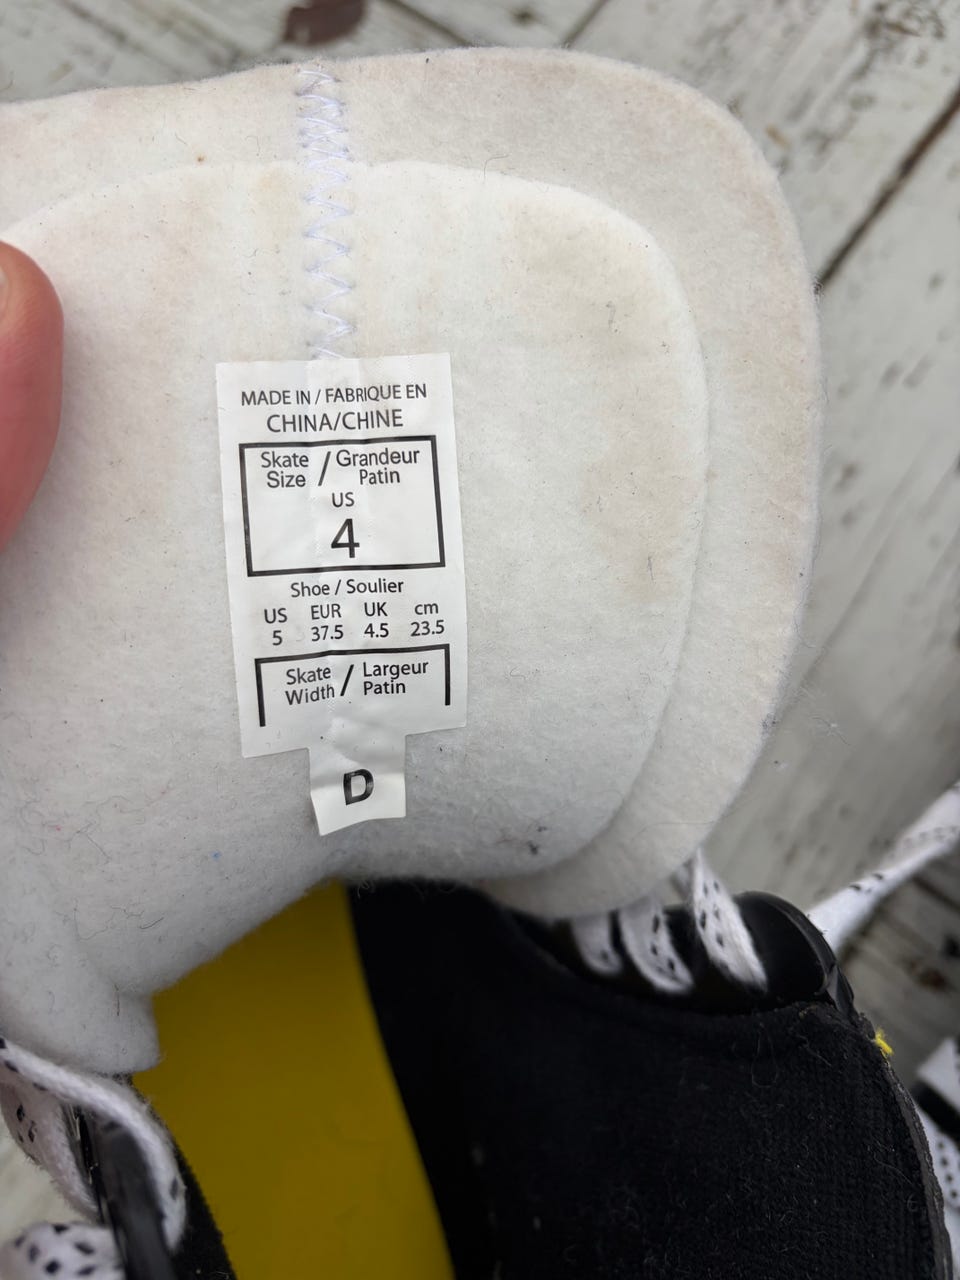 MADE IN / FABRIQUE EN
CHINA/CHINE
Skate Size / Grandeur Patin
US
4
Shoe / Soulier
US EUR UK cm
5 37.5 4.5 23.5
Skate Width / Largeur Patin
D